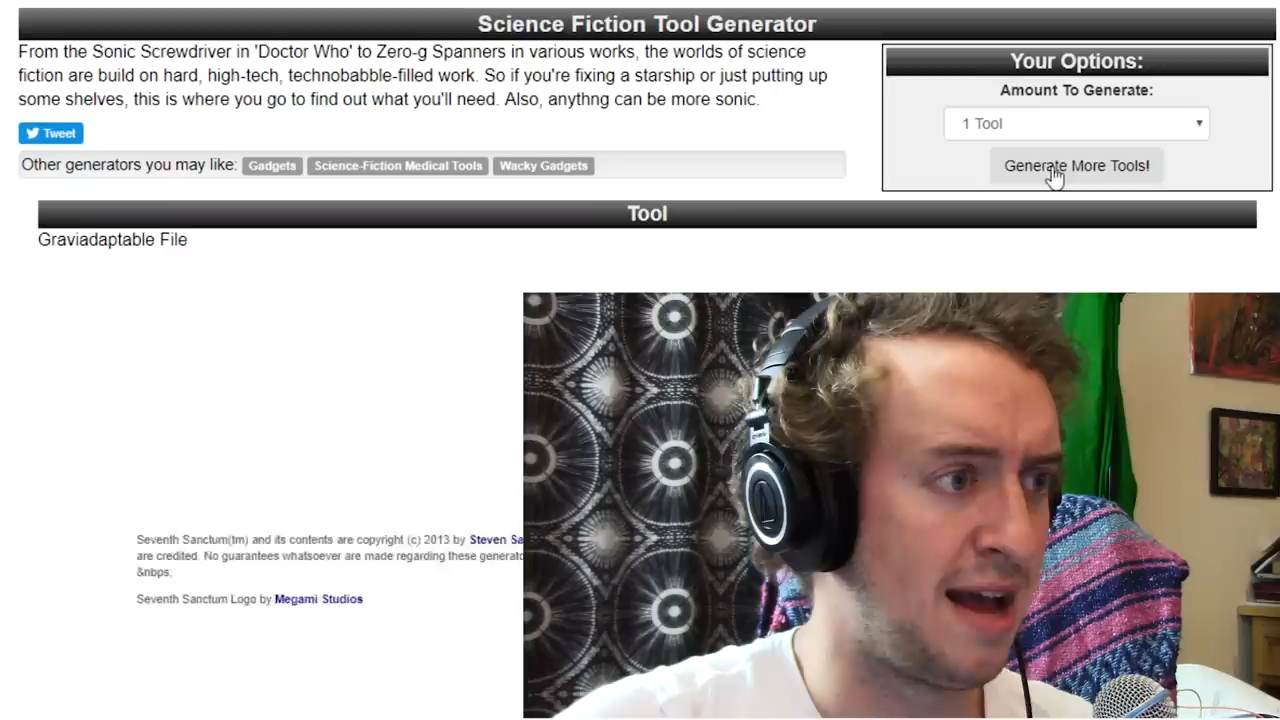 Science Fiction Tool Generator
From the Sonic Screwdriver in 'Doctor Who' to Zero-g Spanners in various works, the worlds of science
fiction are build on hard, high-tech, technobabble-filled work. So if you're fixing a starship or just putting up
some shelves, this is where you go to find out what you'll need. Also, anythng can be more sonic.
Tweet
Other generators you may like: Gadgets Science-Fiction Medical Tools Wacky Gadgets
Your Options:
Amount To Generate:
1 Tool
Generate More Tools!
Tool
Graviadaptable File
Seventh Sanctum(tm) and its contents are copyright (c) 2013 by Steven Sa
are credited. No guarantees whatsoever are made regarding these generato
&nbps;
Seventh Sanctum Logo by Megami Studios